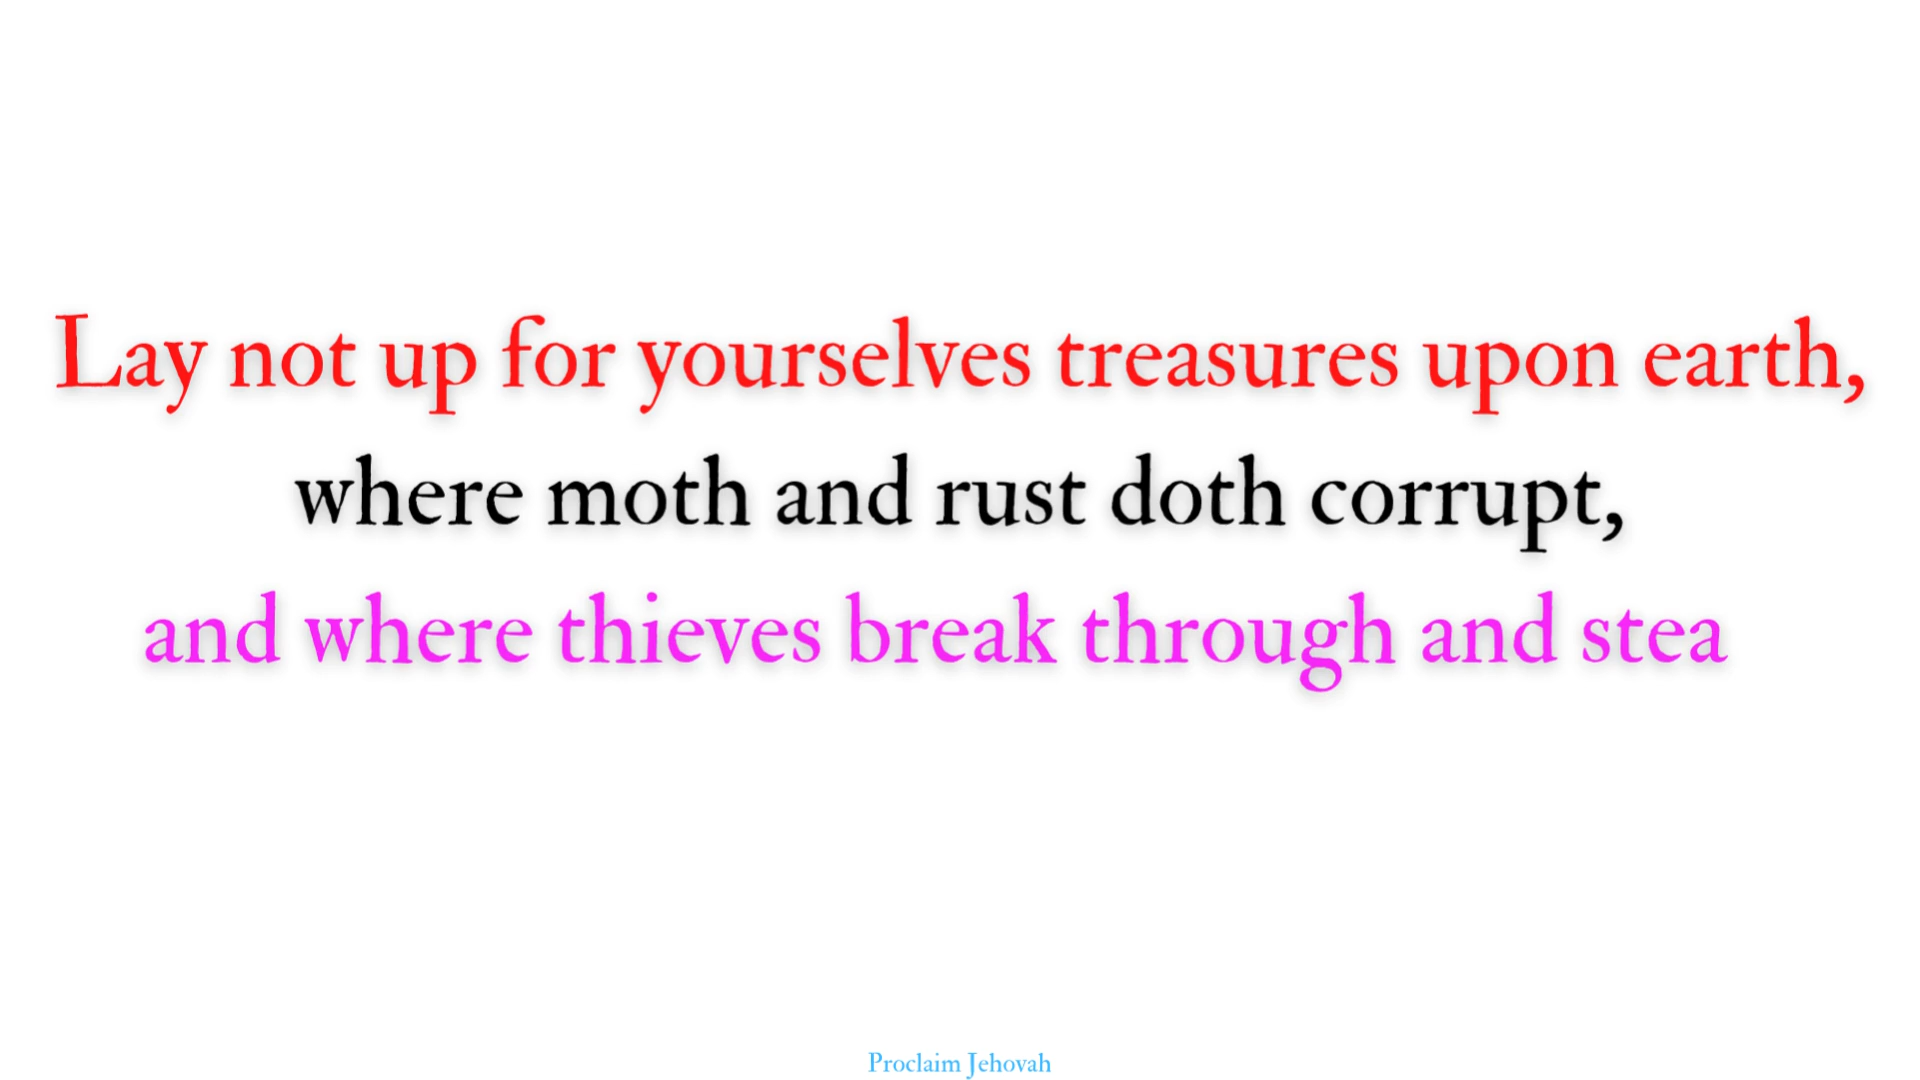 Lay not up for yourselves treasures upon earth,
where moth and rust doth corrupt,
and where thieves break through and stea
Proclaim Jehovah